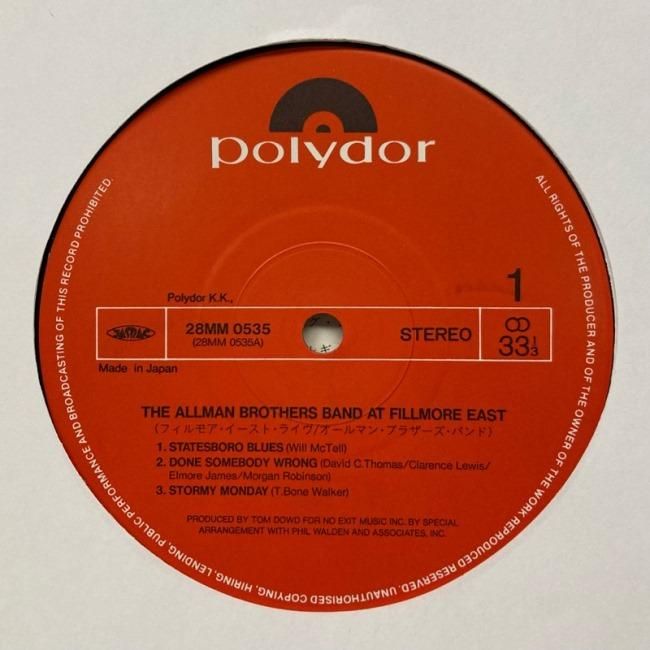 polydor
1
Polydor K.K.,
JASRAC
28MM 0535
(28MM 0535A)
STEREO
33 1/3
Made in Japan
THE ALLMAN BROTHERS BAND AT FILLMORE EAST
(フィルモア・イースト・ライヴ/オールマン・ブラザーズ・バンド)
1. STATESBORO BLUES (Will McTell)
2. DONE SOMEBODY WRONG (David C.Thomas/Clarence Lewis/
Elmore James/Morgan Robinson)
3. STORMY MONDAY (T.Bone Walker)
PRODUCED BY TOM DOWD FOR NO EXIT MUSIC INC. BY SPECIAL
ARRANGEMENT WITH PHIL WALDEN AND ASSOCIATES, INC.
ALL RIGHTS OF THE PRODUCER AND OF THE OWNER OF THE WORK REPRODUCED RESERVED. UNAUTHORISED COPYING, HIRING, LENDING, PUBLIC PERFORMANCE AND BROADCASTING OF THIS RECORD PROHIBITED.